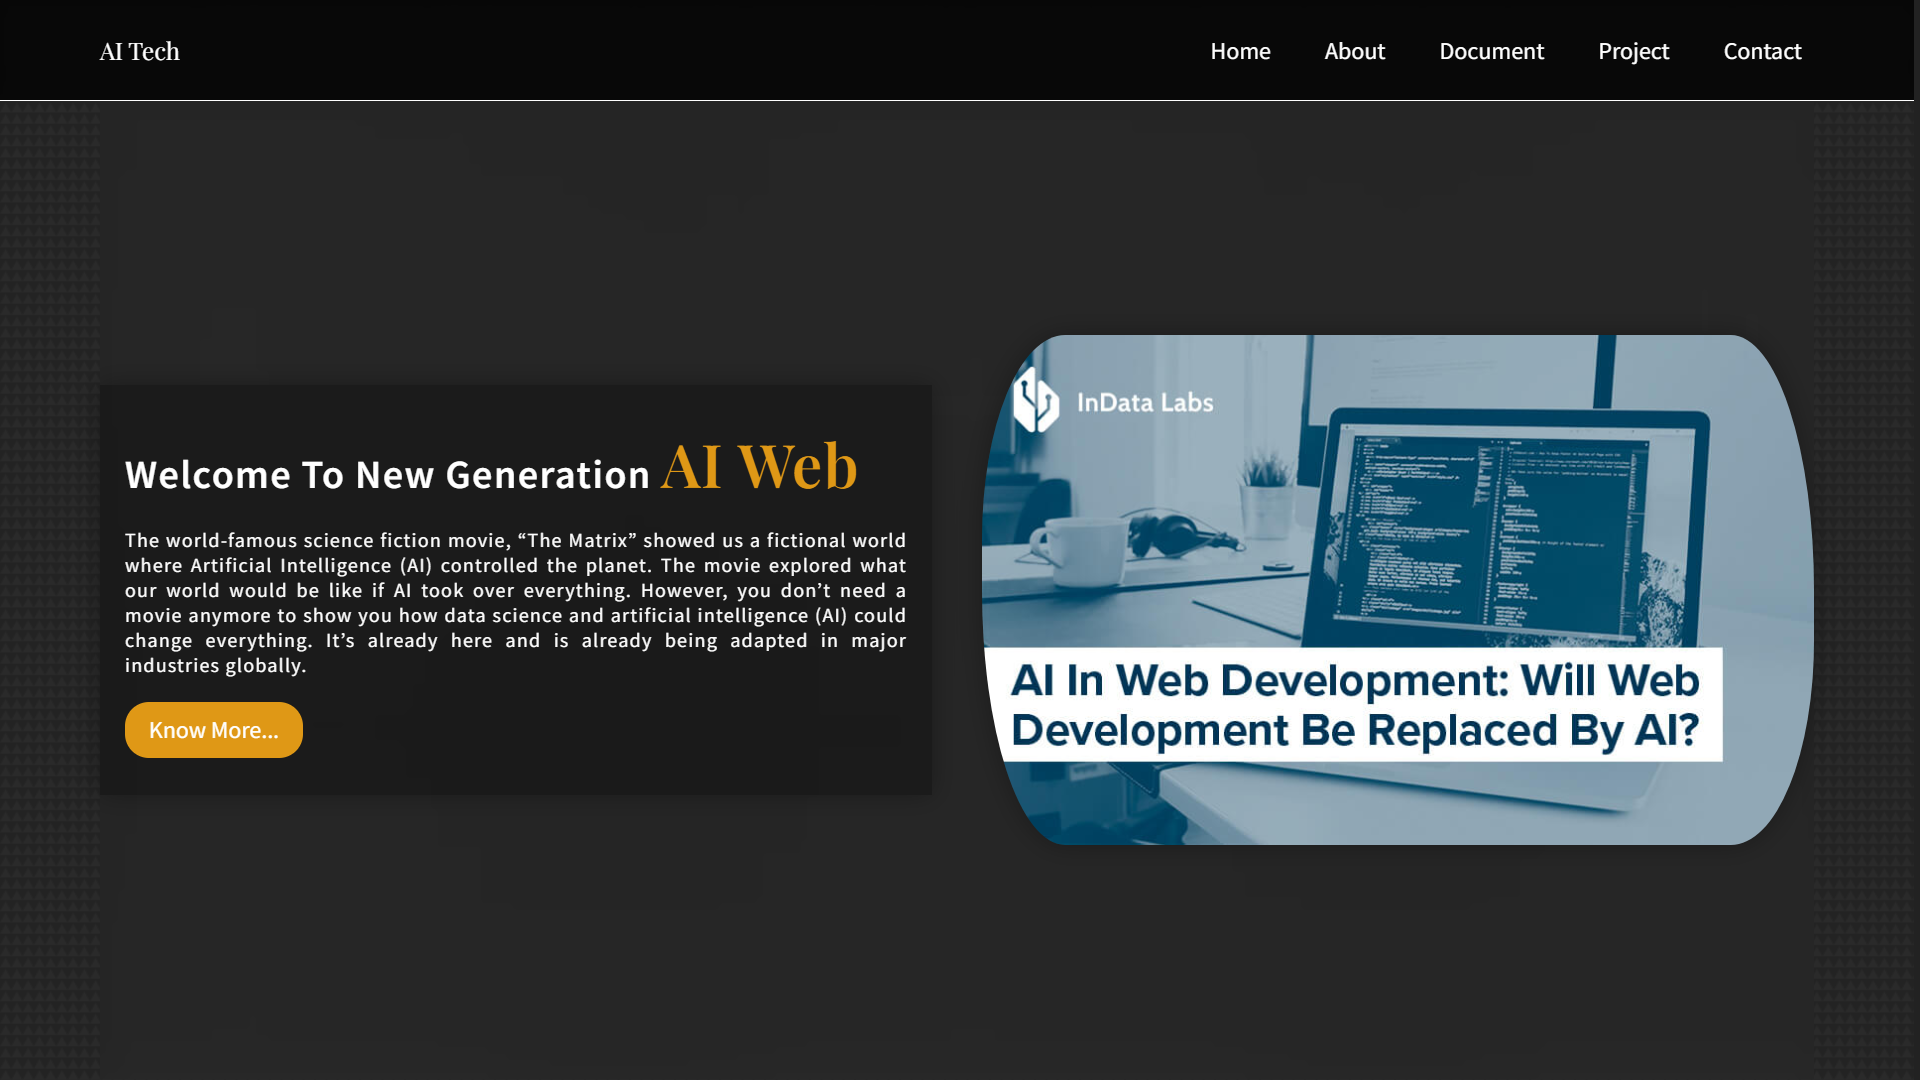 AI Tech
Home
About
Document
Project
Contact
Welcome To New Generation AI Web
The world-famous science fiction movie, “The Matrix” showed us a fictional world
where Artificial Intelligence (AI) controlled the planet. The movie explored what
our world would be like if AI took over everything. However, you don’t need a
movie anymore to show you how data science and artificial intelligence (AI) could
change everything. It’s already here and is already being adapted in major
industries globally.
Know More...
InData Labs
AI In Web Development: Will Web
Development Be Replaced By AI?